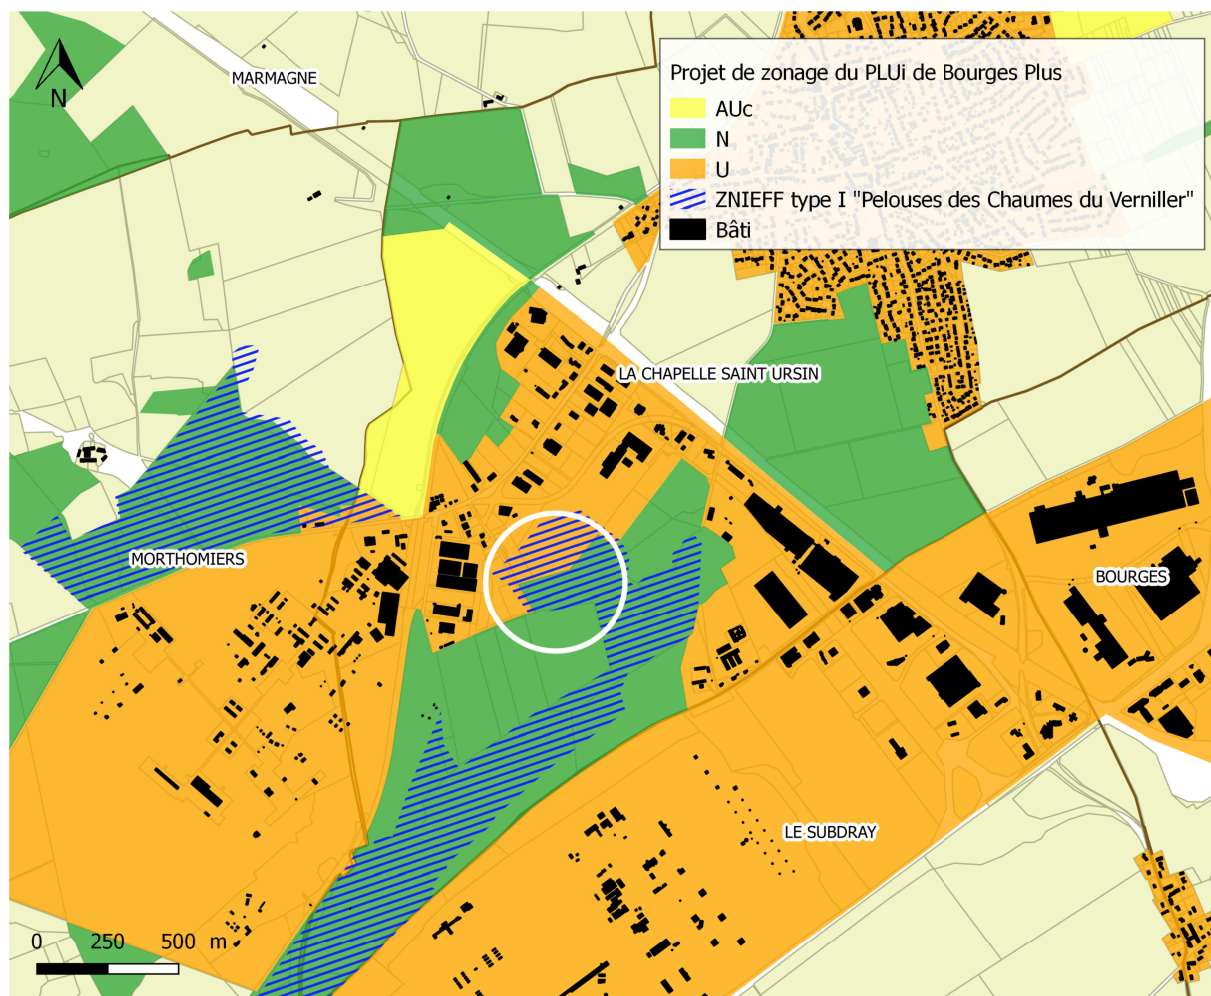 N
MARMAGNE
Projet de zonage du PLUi de Bourges Plus
AUc
N
U
ZNIEFF type I "Pelouses des Chaumes du Verniller"
Bâti
LA CHAPELLE SAINT URSIN
MORTHOMIERS
BOURGES
LE SUBDRAY
0 250 500 m